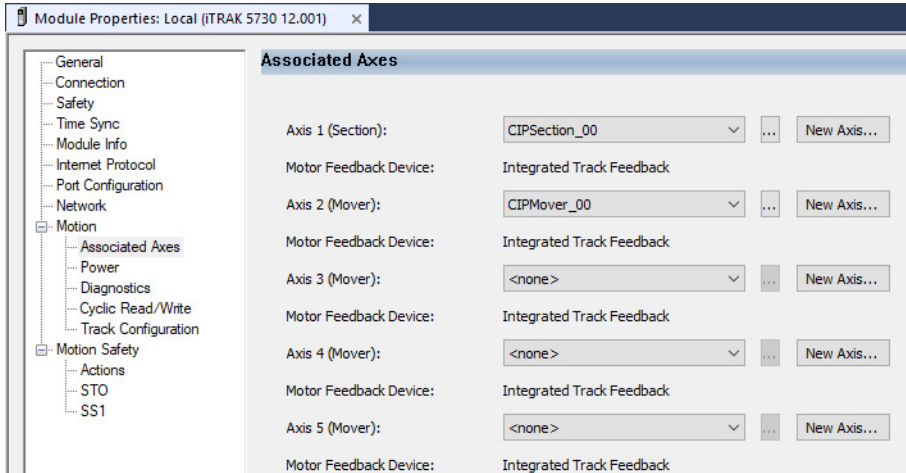 Module Properties: Local (iTRAK 5730 12.001) ×
General
Connection
Safety
Time Sync
Module Info
Internet Protocol
Port Configuration
Network
Motion
Associated Axes
Power
Diagnostics
Cyclic Read/Write
Track Configuration
Motion Safety
Actions
STO
SS1
Associated Axes
Axis 1 (Section): CIPSection_00 ... New Axis...
Motor Feedback Device: Integrated Track Feedback
Axis 2 (Mover): CIPMover_00 ... New Axis...
Motor Feedback Device: Integrated Track Feedback
Axis 3 (Mover): <none> ... New Axis...
Motor Feedback Device: Integrated Track Feedback
Axis 4 (Mover): <none> ... New Axis...
Motor Feedback Device: Integrated Track Feedback
Axis 5 (Mover): <none> ... New Axis...
Motor Feedback Device: Integrated Track Feedback